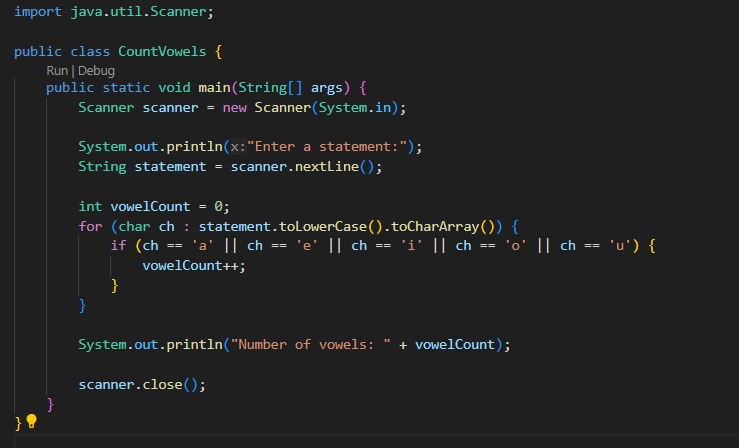 import java.util.Scanner;
public class CountVowels {
Run | Debug
public static void main(String[] args) {
Scanner scanner = new Scanner(System.in);
System.out.println(x:"Enter a statement:");
String statement = scanner.nextLine();
int vowelCount = 0;
for (char ch : statement.toLowerCase().toCharArray()) {
if (ch == 'a' || ch == 'e' || ch == 'i' || ch == 'o' || ch == 'u') {
vowelCount++;
}
}
System.out.println("Number of vowels: " + vowelCount);
scanner.close();
}
}